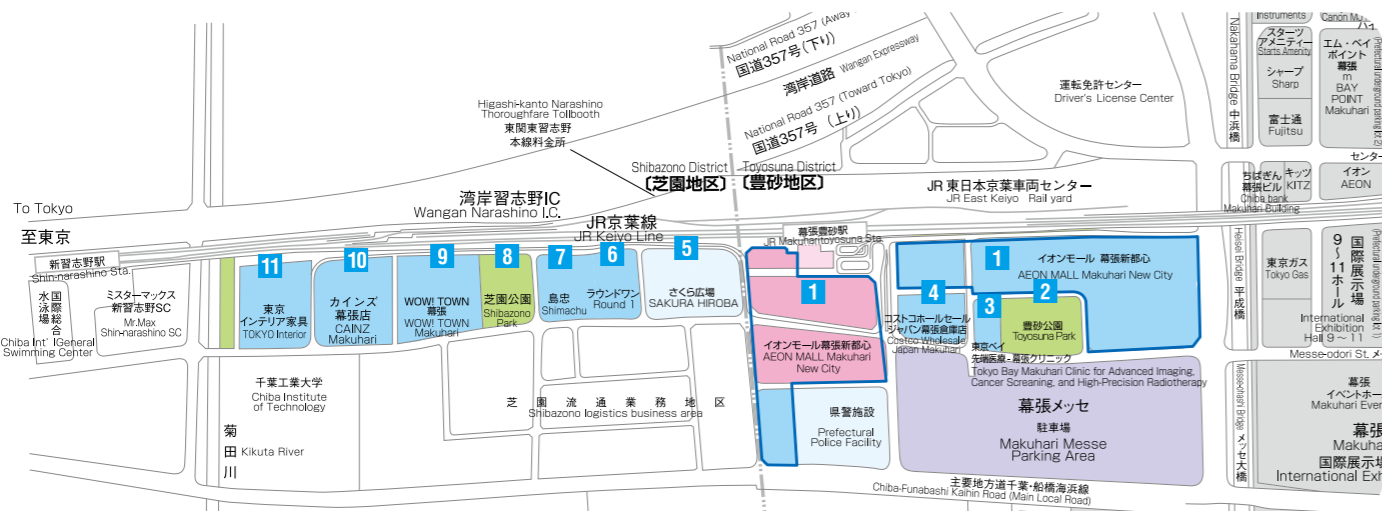 National Road 357 (Away
国道357号(下り)
湾岸道路 Wangan Expressway
National Road 357 (Toward Tokyo)
国道357号 (上り)
Higashi-kanto Narashino
Thoroughfare Tollbooth
東関東習志野
本線料金所
Shibazono District
〔芝園地区〕
Toyosuna District
〔豊砂地区〕
運転免許センター
Driver's License Center
JR 東日本京葉車両センター
JR East Keiyo Rail yard
To Tokyo
至東京
湾岸習志野IC
Wangan Narashino I.C.
JR京葉線
JR Keiyo Line
新習志野駅
Shin-narashino Sta.
幕張豊砂駅
JR Makuharitoyosuna Sta.
国際総合
水泳場
Chiba Int' lGeneral
Swimming Center
ミスターマックス
新習志野SC
Mr.Max
Shin-narashino SC
11
東京
インテリア家具
TOKYO Interior
10
カインズ
幕張店
CAINZ
Makuhari
9
WOW! TOWN
幕張
WOW! TOWN
Makuhari
8
芝園公園
Shibazono
Park
7
島忠
Shimachu
6
ラウンドワン
Round 1
5
さくら広場
SAKURA HIROBA
1
イオンモール幕張新都心
AEON MALL Makuhari
New City
1
イオンモール 幕張新都心
AEON MALL Makuhari New City
4
コストコホールセール
ジャパン幕張倉庫店
Costco Wholesale
Japan Makuhari
3
東京ベイ
先端医療-幕張クリニック
Tokyo Bay Makuhari Clinic for Advanced Imaging,
Cancer Screaning, and High-Precision Radiotherapy
2
豊砂公園
Toyosuna Park
千葉工業大学
Chiba Institute
of Technology
菊田川
Kikuta River
芝園流通業務地区
Shibazono logistics business area
県警施設
Prefectural
Police Facility
幕張メッセ
駐車場
Makuhari Messe
Parking Area
主要地方道千葉・船橋海浜線
Chiba-Funabashi Kaihin Road (Main Local Road)
Nakahama Bridge 中浜橋
Heisei Bridge 平成橋
Messe-ohashi Bridge メッセ大橋
Instruments
Canon Mu
スターツ
アメニティー
Starts Amenity
シャープ
Sharp
富士通
Fujitsu
エム・ベイ
ポイント
幕張
m
BAY
POINT
Makuhari
(Prefectural underground parking lot 2)
センター
ちばぎん
幕張ビル
Chiba bank
Makuhari Building
キッツ
KITZ
イオン
AEON
東京ガス
Tokyo Gas
国際展示場
9～11ホール
International
Exhibition
Hall 9～11
(Prefectural underground parking lot 1)
Messe-odori St. メ
幕張
イベントホー
Makuhari Even
幕張
Makuha
国際展示場
International Exh